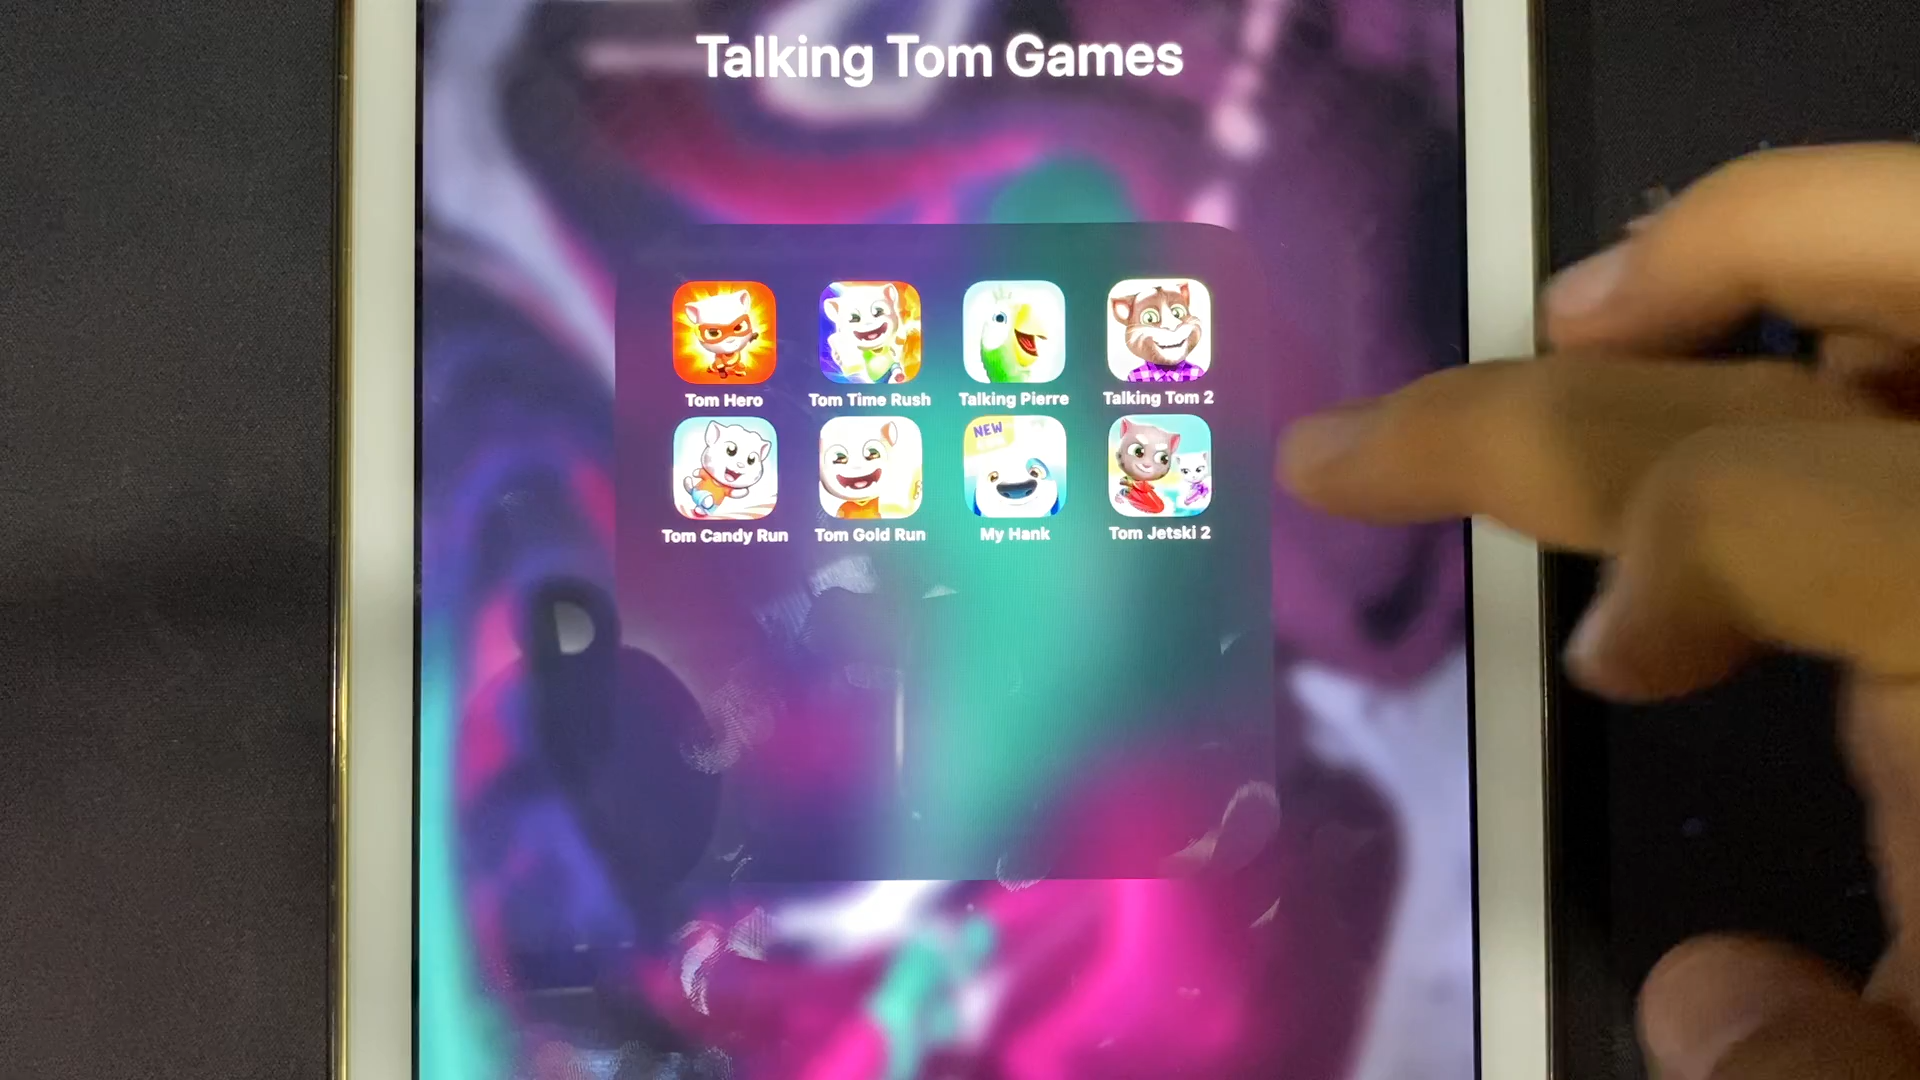 Talking Tom Games
Tom Hero
Tom Time Rush
Talking Pierre
Talking Tom 2
NEW
Tom Candy Run
Tom Gold Run
My Hank
Tom Jetski 2